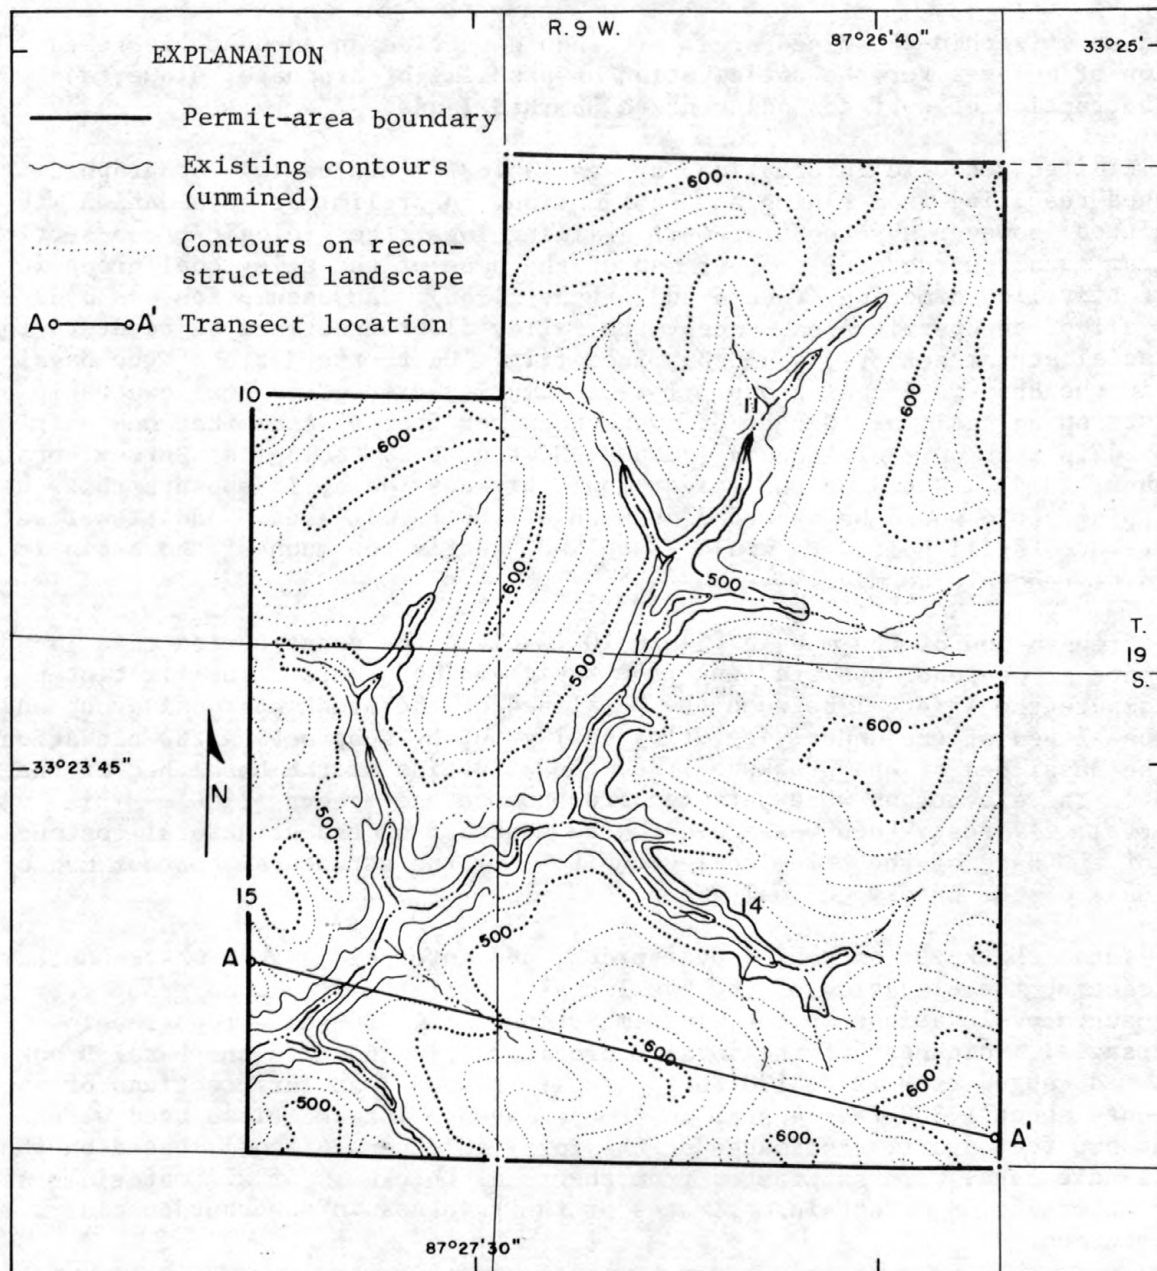 R. 9 W.
87°26'40"
33°25'
EXPLANATION
Permit-area boundary
Existing contours
(unmined)
Contours on recon-
structed landscape
A A' Transect location
600
600
11
10
600
600
500
500
T.
19
S.
600
33°23'45"
N
500
15
14
500
A
600
600
500
600
A'
87°27'30"